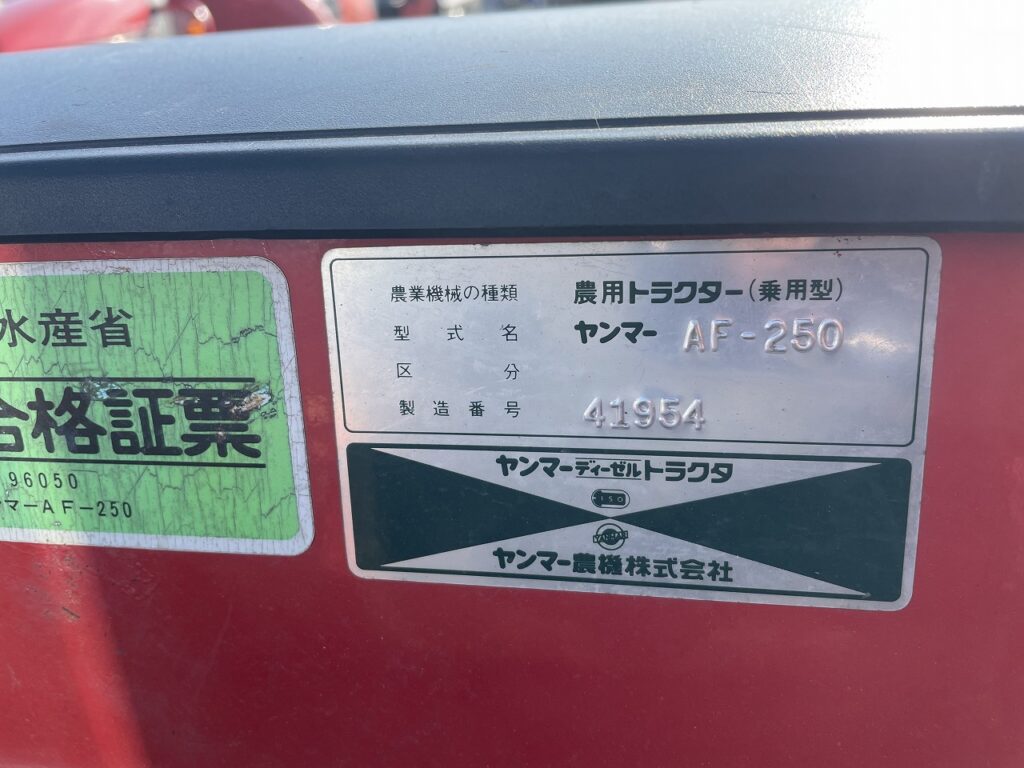 水産省
合格証票
96050
マーAF-250
農業機械の種類 農用トラクター(乗用型)
型式名 ヤンマー AF-250
区分
製造番号 41954
ヤンマーディーゼルトラクタ
ISO
YANMAR
ヤンマー農機株式会社